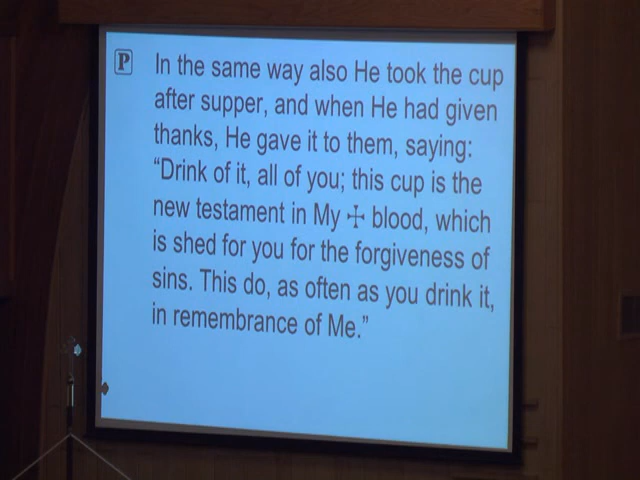 P In the same way also He took the cup
after supper, and when He had given
thanks, He gave it to them, saying:
“Drink of it, all of you; this cup is the
new testament in My ☩ blood, which
is shed for you for the forgiveness of
sins. This do, as often as you drink it,
in remembrance of Me.”